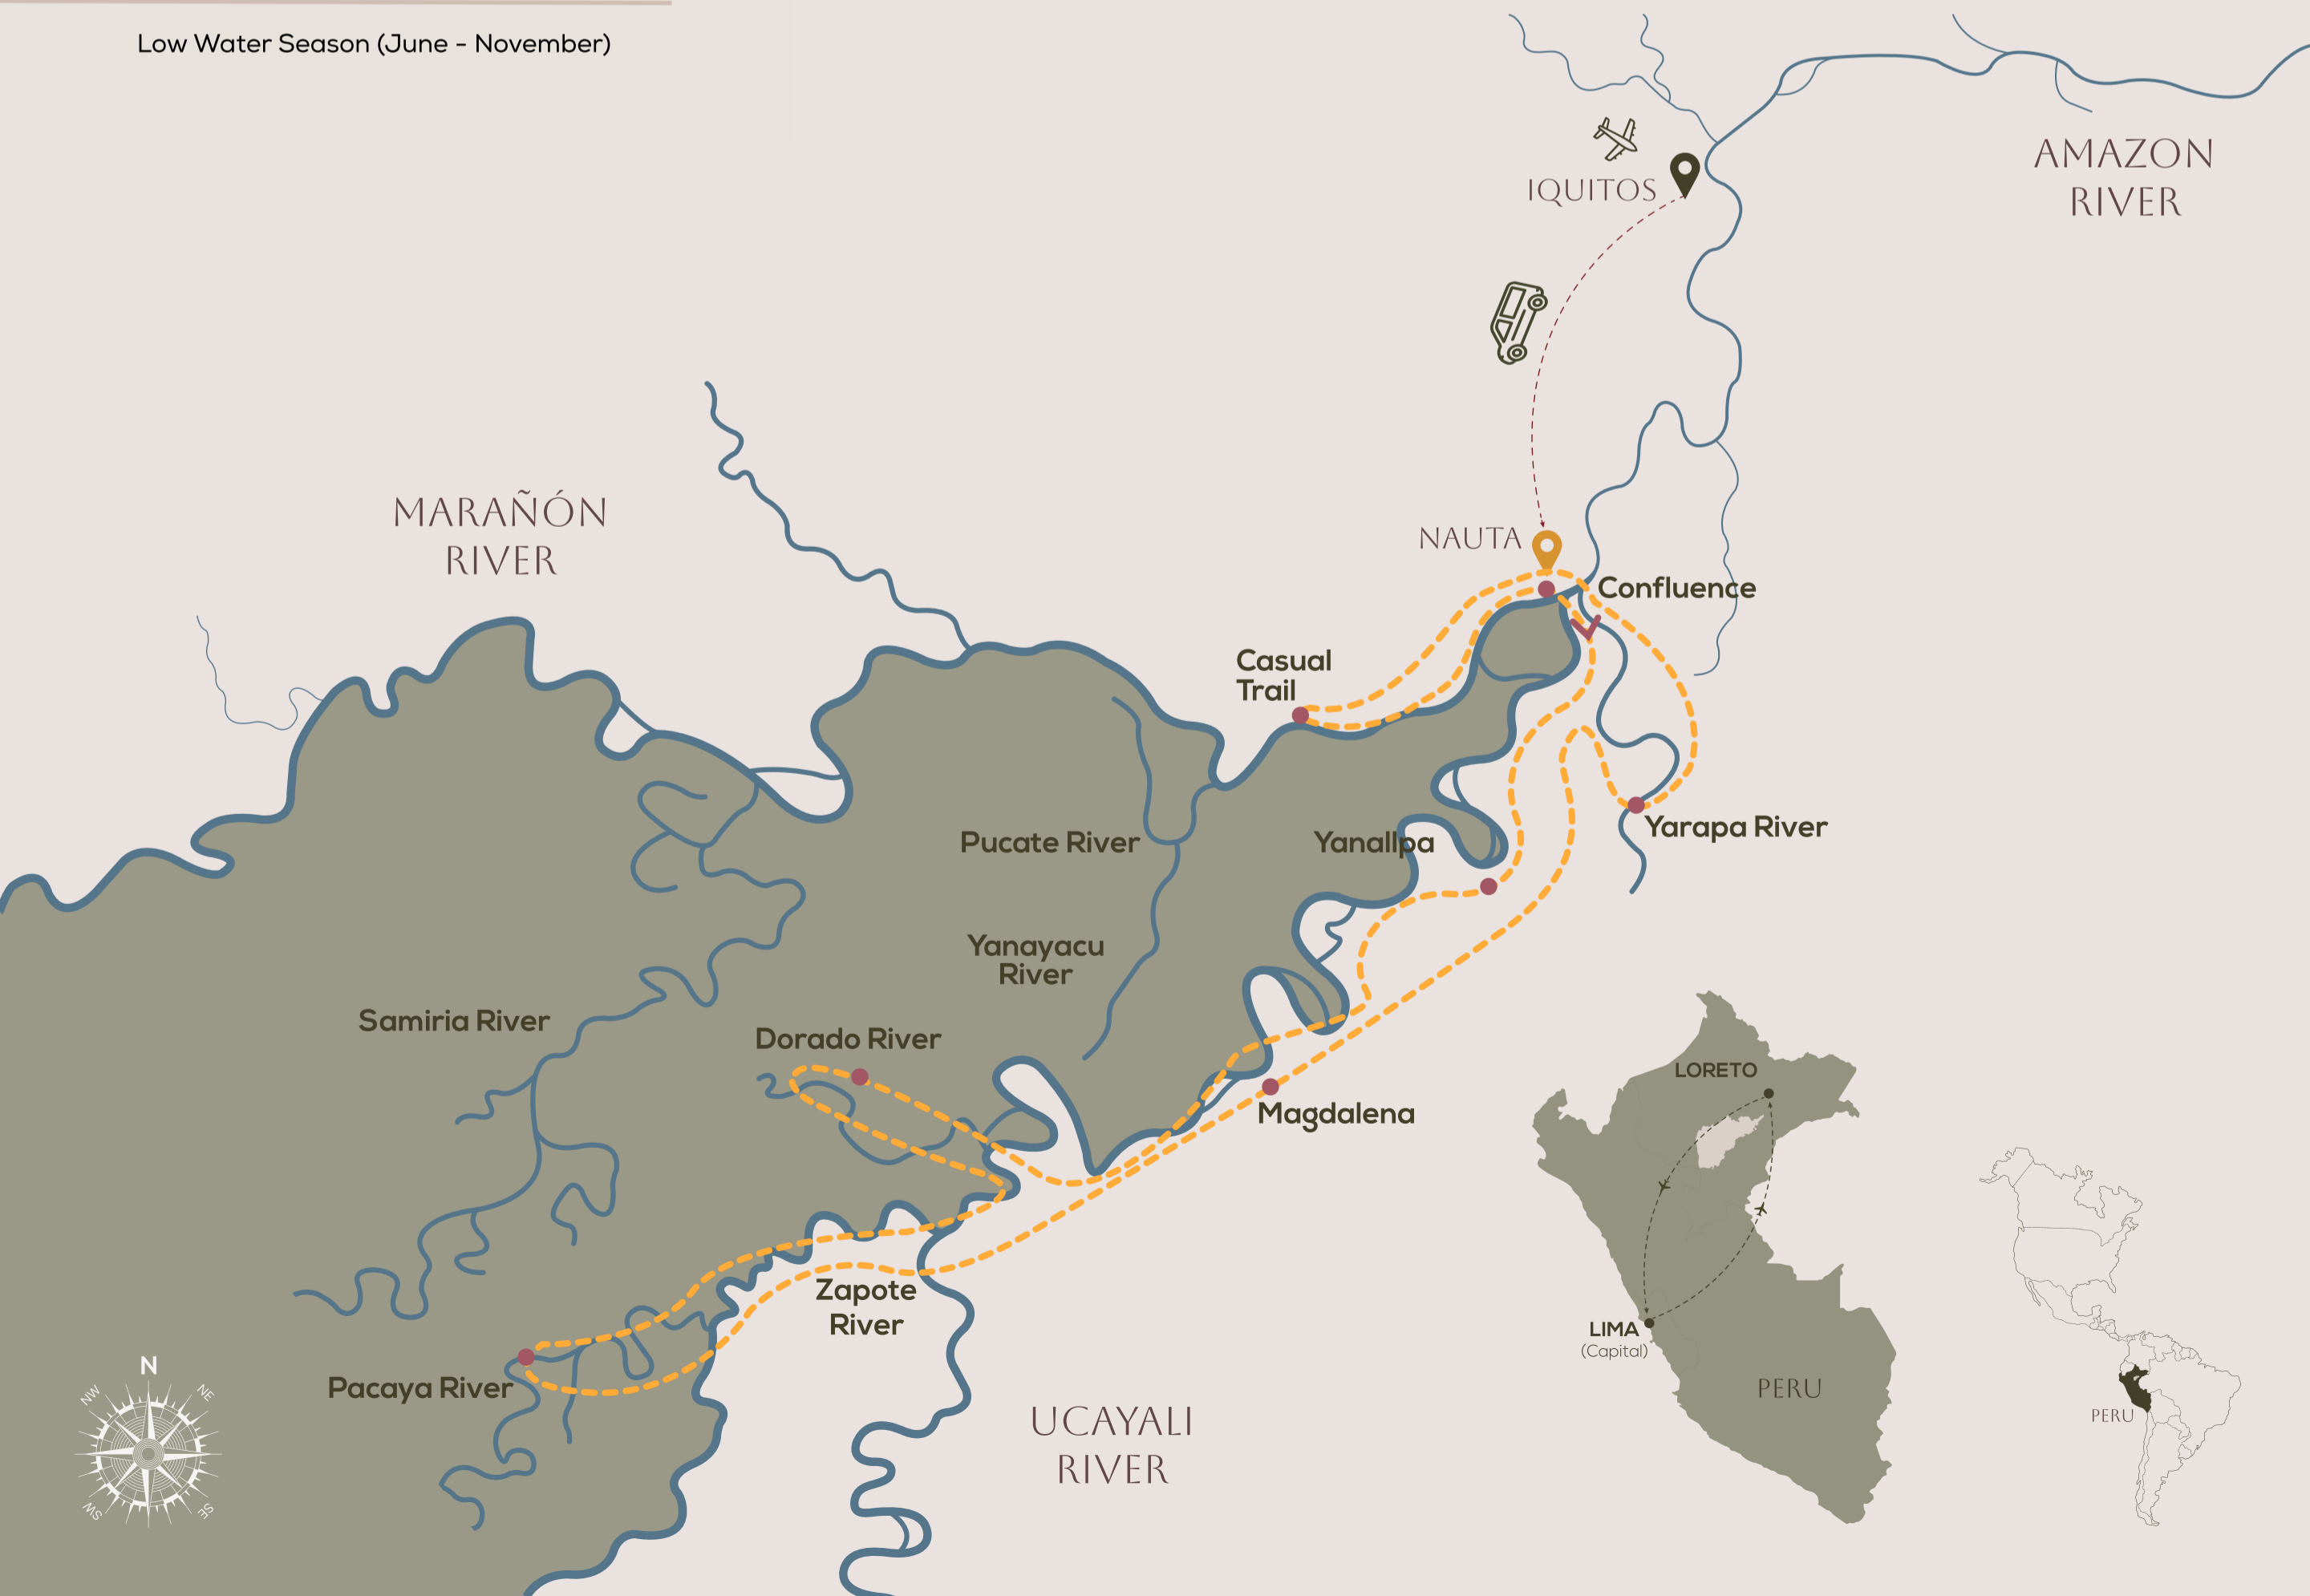 Low Water Season (June - November)
AMAZON
RIVER
IQUITOS
MARAÑÓN
RIVER
NAUTA
Confluence
Casual
Trail
Pucate River
Yanallpa
Yarapa River
Yanayacu
River
Samiria River
Dorado River
Magdalena
Zapote
River
Pacaya River
UCAYALI
RIVER
N
NW
NE
SW
SE
LORETO
LIMA
(Capital)
PERU
PERU